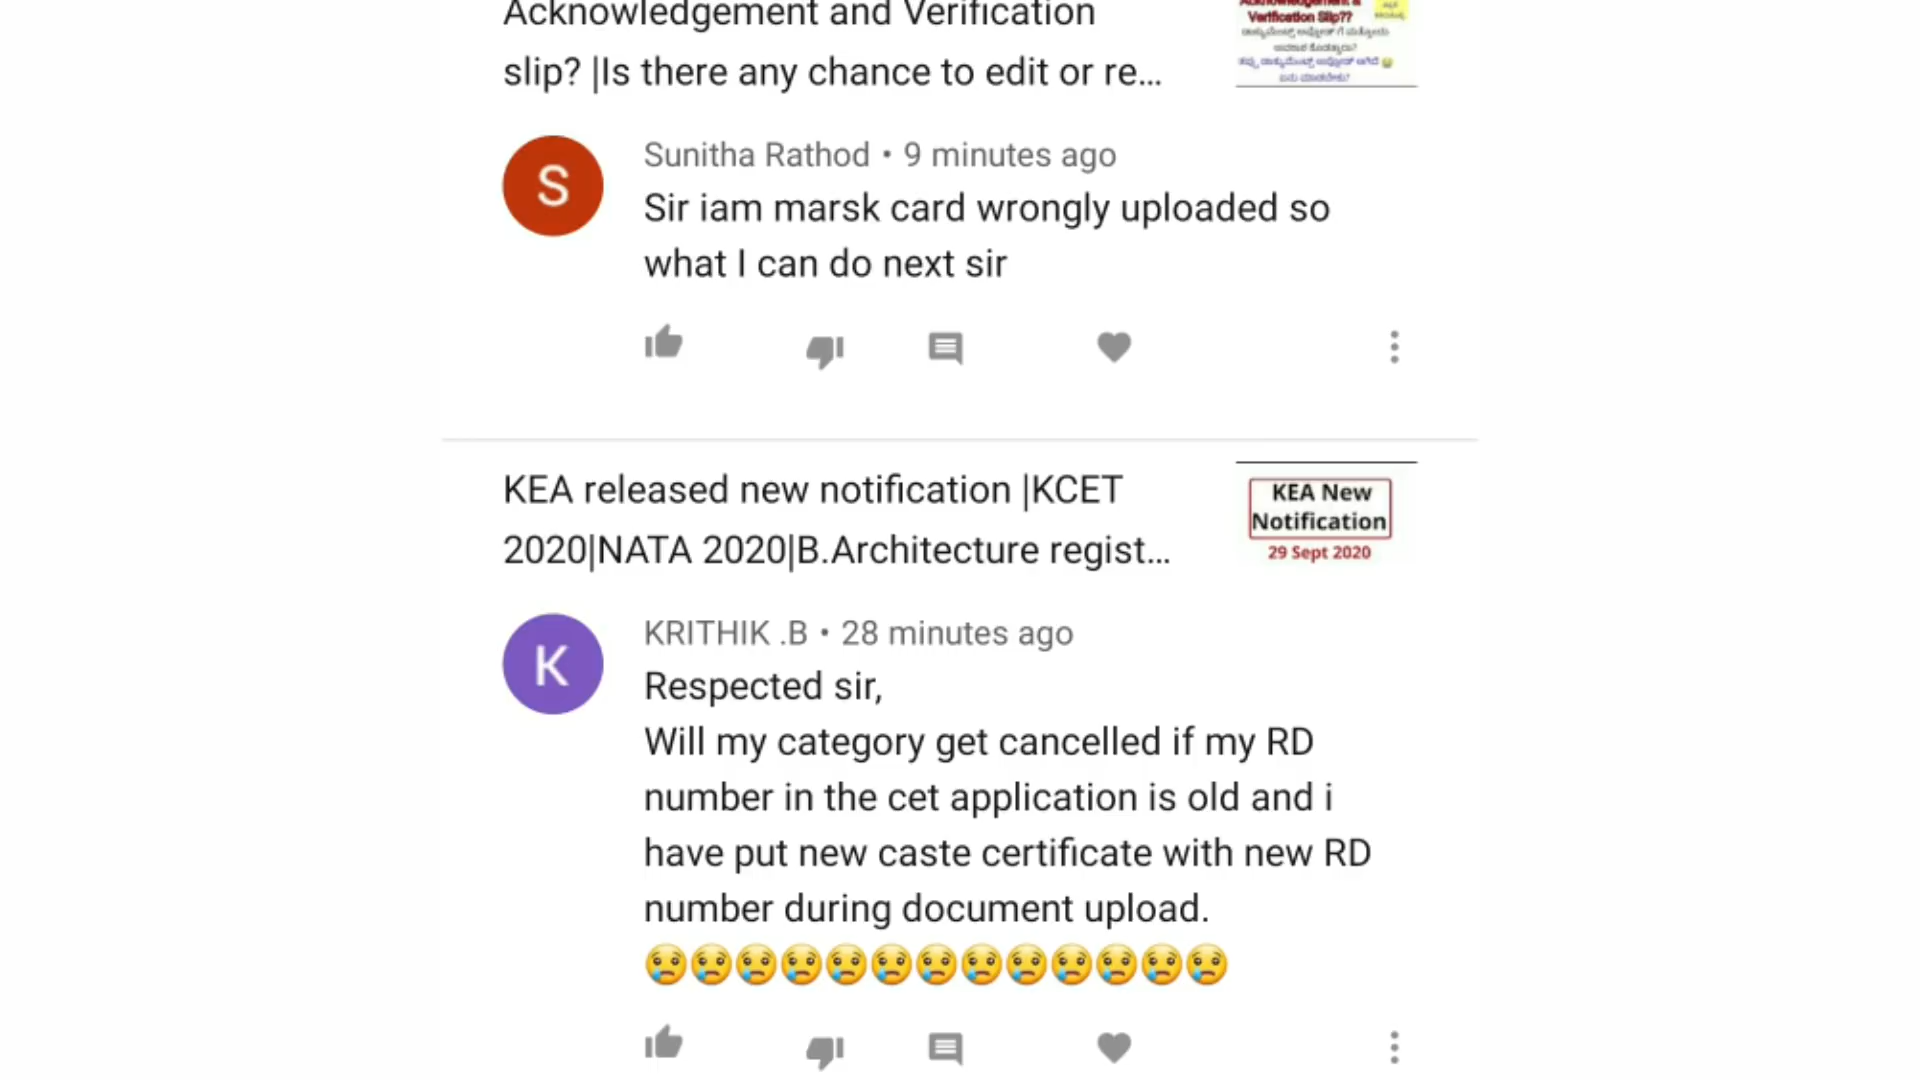 Acknowledgement and Verification
slip? |Is there any chance to edit or re...
Verification Slip??
S
Sunitha Rathod • 9 minutes ago
Sir iam marsk card wrongly uploaded so
what I can do next sir
KEA released new notification |KCET
2020|NATA 2020|B.Architecture regist...
KEA New
Notification
29 Sept 2020
K
KRITHIK .B • 28 minutes ago
Respected sir,
Will my category get cancelled if my RD
number in the cet application is old and i
have put new caste certificate with new RD
number during document upload.
😢😢😢😢😢😢😢😢😢😢😢😢😢